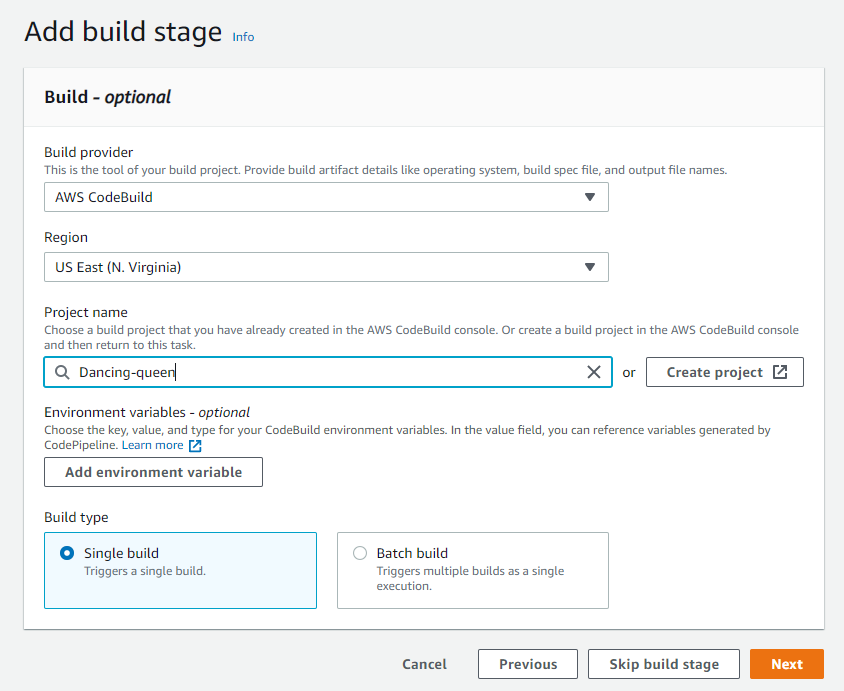 Add build stage Info
Build - optional
Build provider
This is the tool of your build project. Provide build artifact details like operating system, build spec file, and output file names.
AWS CodeBuild
Region
US East (N. Virginia)
Project name
Choose a build project that you have already created in the AWS CodeBuild console. Or create a build project in the AWS CodeBuild console
and then return to this task.
Dancing-queen or Create project
Environment variables - optional
Choose the key, value, and type for your CodeBuild environment variables. In the value field, you can reference variables generated by
CodePipeline. Learn more
Add environment variable
Build type
Single build
Triggers a single build.
Batch build
Triggers multiple builds as a single
execution.
Cancel Previous Skip build stage Next